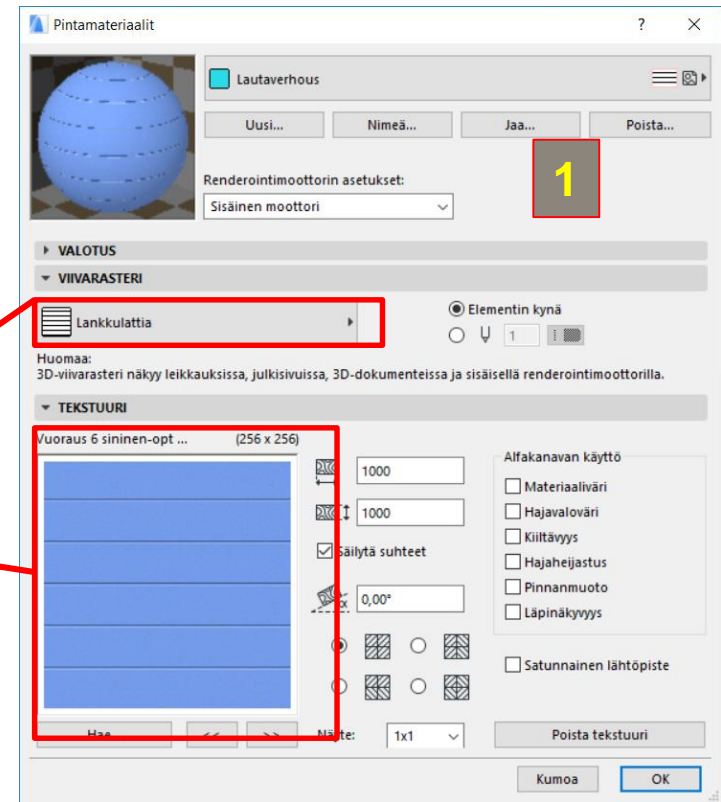 Pintamateriaalit
?
Lautaverhous
Uusi... Nimeä... Jaa... Poista...
1
Renderointimoottorin asetukset:
Sisäinen moottori
VALOTUS
VIIVARASTERI
Lankkulattia
Elementin kynä
1
Huomaa:
3D-viivarasteri näkyy leikkauksissa, julkisivuissa, 3D-dokumenteissa ja sisäisellä renderointimoottorilla.
TEKSTUURI
Vuoraus 6 sininen-opt ... (256 x 256)
1000
1000
Säilytä suhteet
α 0,00°
Alfakanavan käyttö
Materiaaliväri
Hajavaloväri
Kiiltävyys
Hajaheijastus
Pinnanmuoto
Läpinäkyvyys
Satunnainen lähtöpiste
Hae... << >> Näyte: 1x1 Poista tekstuuri
Kumoa OK